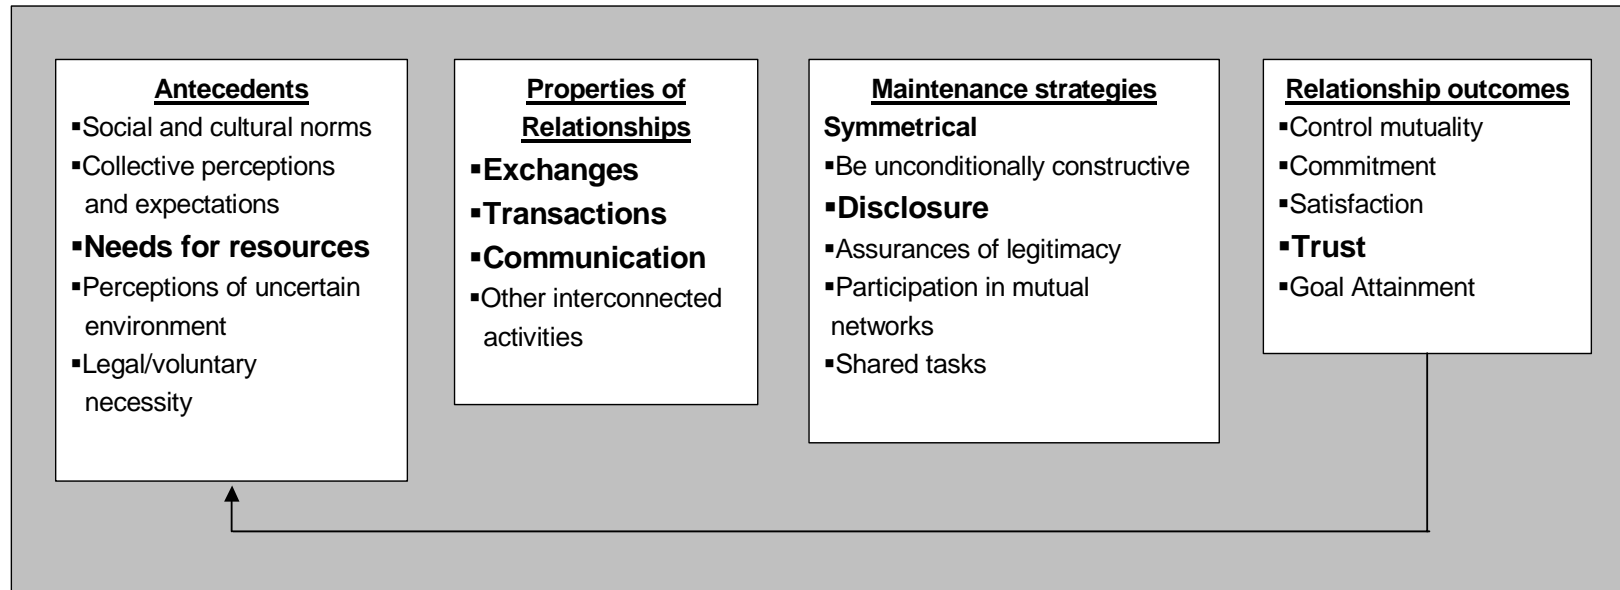 Antecedents
▪Social and cultural norms
▪Collective perceptions
and expectations
▪Needs for resources
▪Perceptions of uncertain
environment
▪Legal/voluntary
necessity
Properties of
Relationships
▪Exchanges
▪Transactions
▪Communication
▪Other interconnected
activities
Maintenance strategies
Symmetrical
▪Be unconditionally constructive
▪Disclosure
▪Assurances of legitimacy
▪Participation in mutual
networks
▪Shared tasks
Relationship outcomes
▪Control mutuality
▪Commitment
▪Satisfaction
▪Trust
▪Goal Attainment